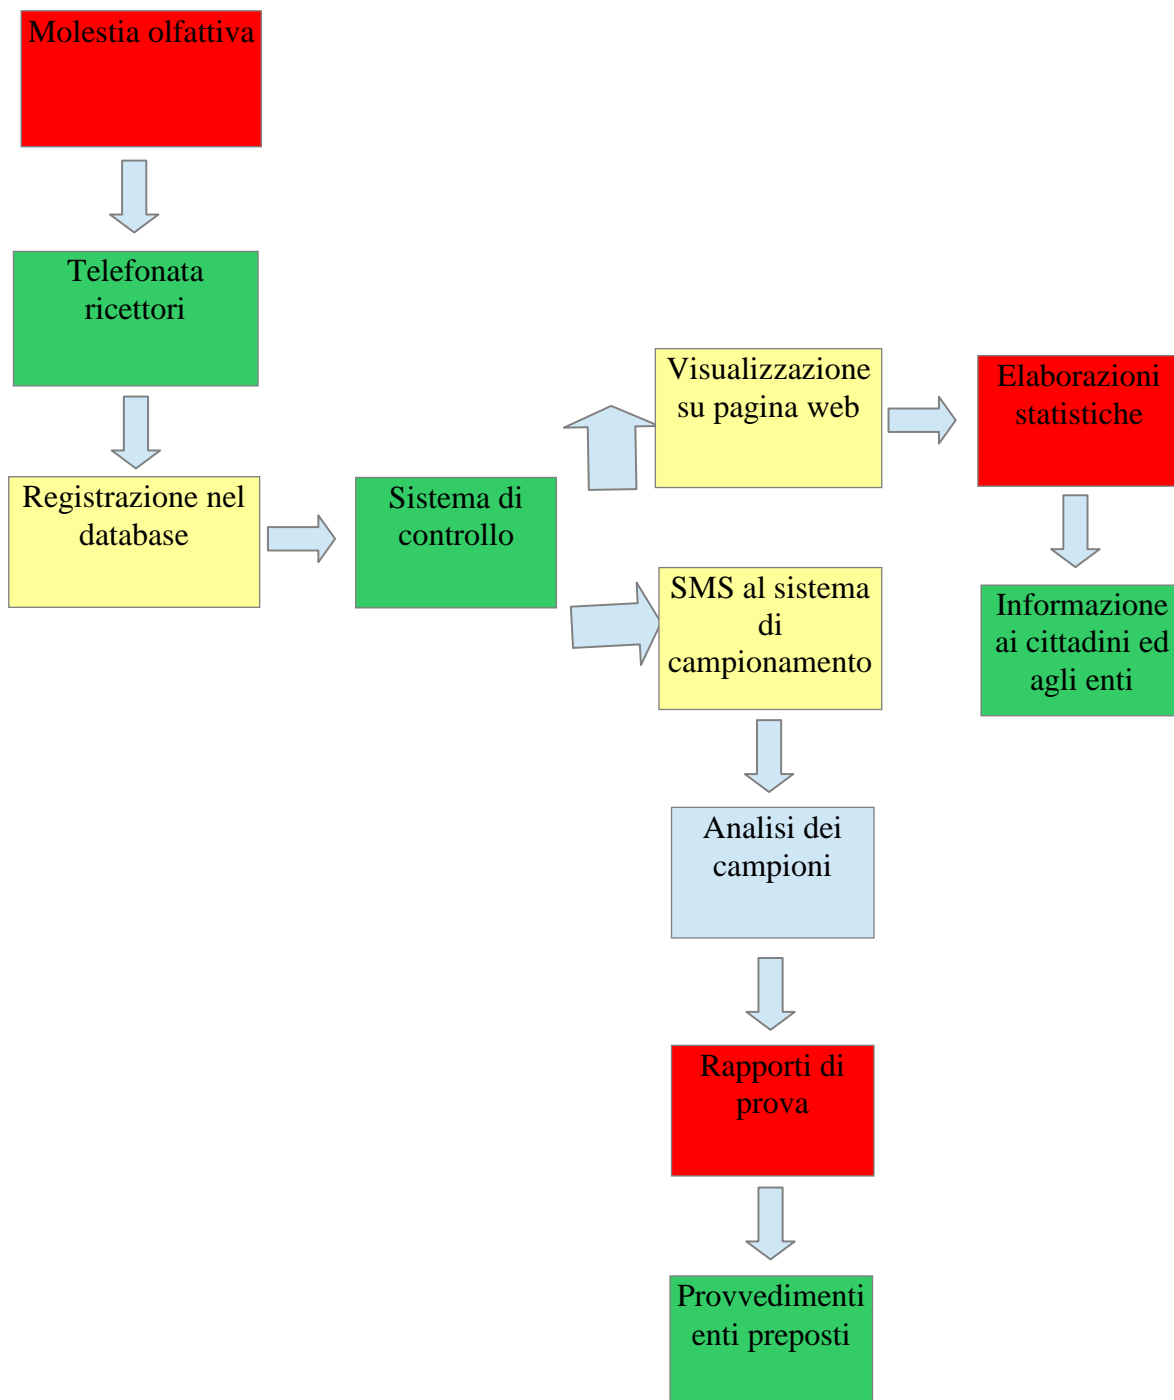 Molestia olfattiva
Telefonata
ricettori
Registrazione nel
database
Sistema di
controllo
Visualizzazione
su pagina web
Elaborazioni
statistiche
Informazione
ai cittadini ed
agli enti
SMS al sistema
di
campionamento
Analisi dei
campioni
Rapporti di
prova
Provvedimenti
enti preposti